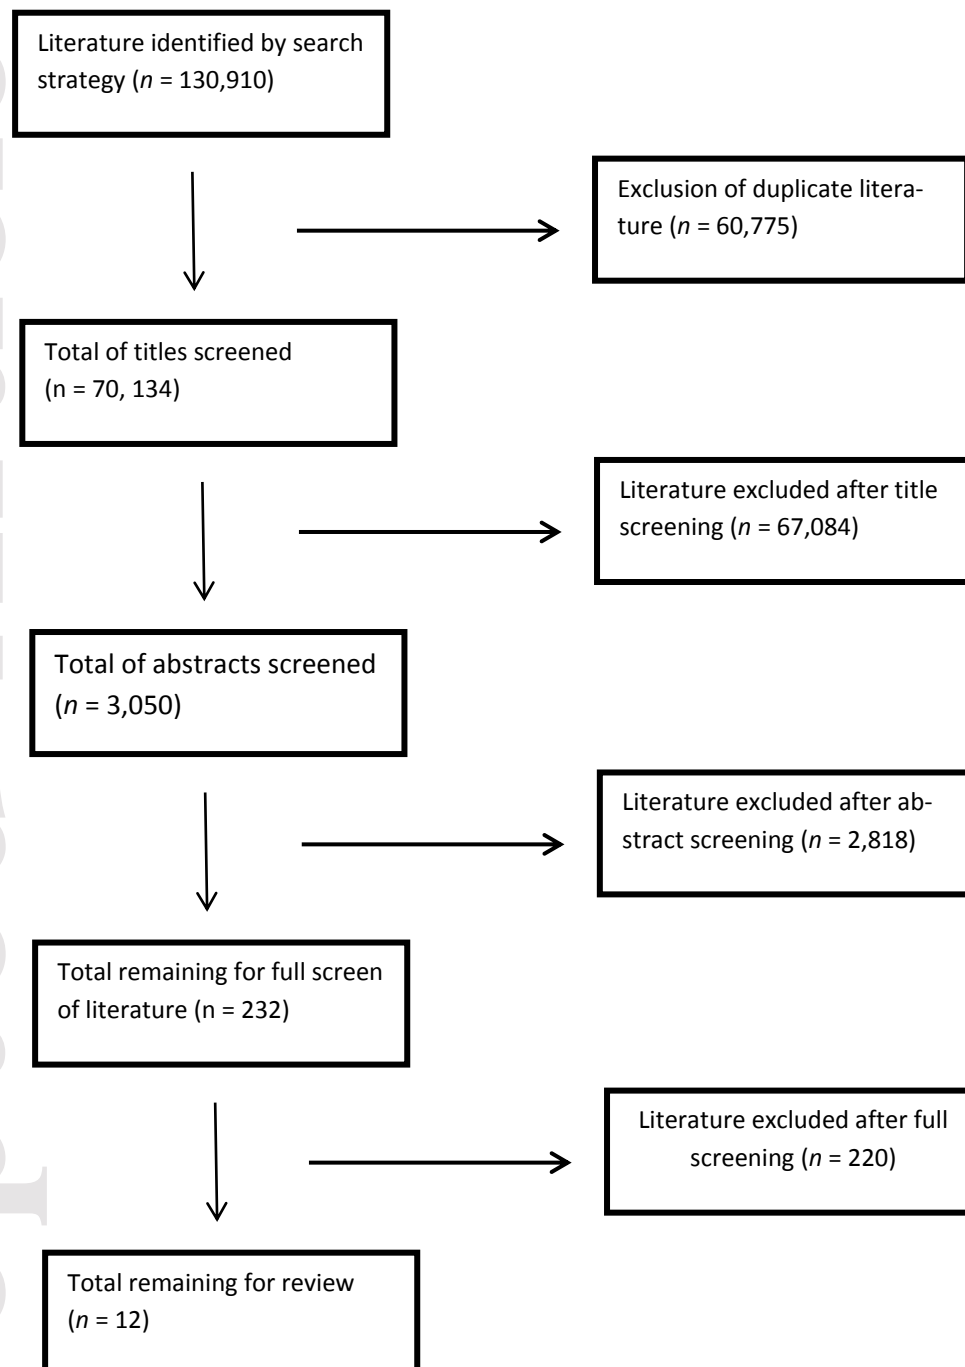 Literature identified by search
strategy (n = 130,910)
Exclusion of duplicate litera-
ture (n = 60,775)
Total of titles screened
(n = 70, 134)
Literature excluded after title
screening (n = 67,084)
Total of abstracts screened
(n = 3,050)
Literature excluded after ab-
stract screening (n = 2,818)
Total remaining for full screen
of literature (n = 232)
Literature excluded after full
screening (n = 220)
Total remaining for review
(n = 12)